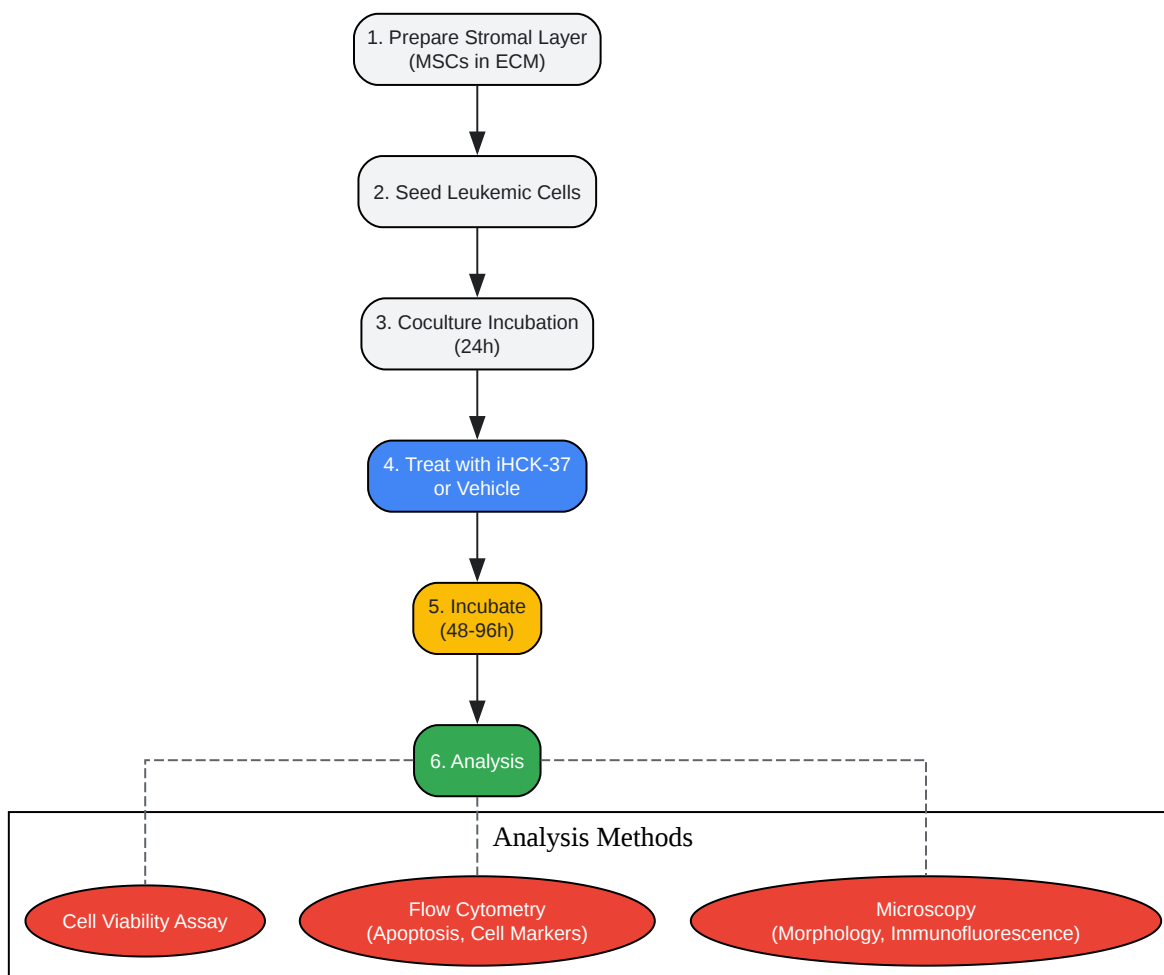 1. Prepare Stromal Layer
(MSCs in ECM)
2. Seed Leukemic Cells
3. Coculture Incubation
(24h)
4. Treat with iHCK-37
or Vehicle
5. Incubate
(48-96h)
6. Analysis
Analysis Methods
Cell Viability Assay
Flow Cytometry
(Apoptosis, Cell Markers)
Microscopy
(Morphology, Immunofluorescence)